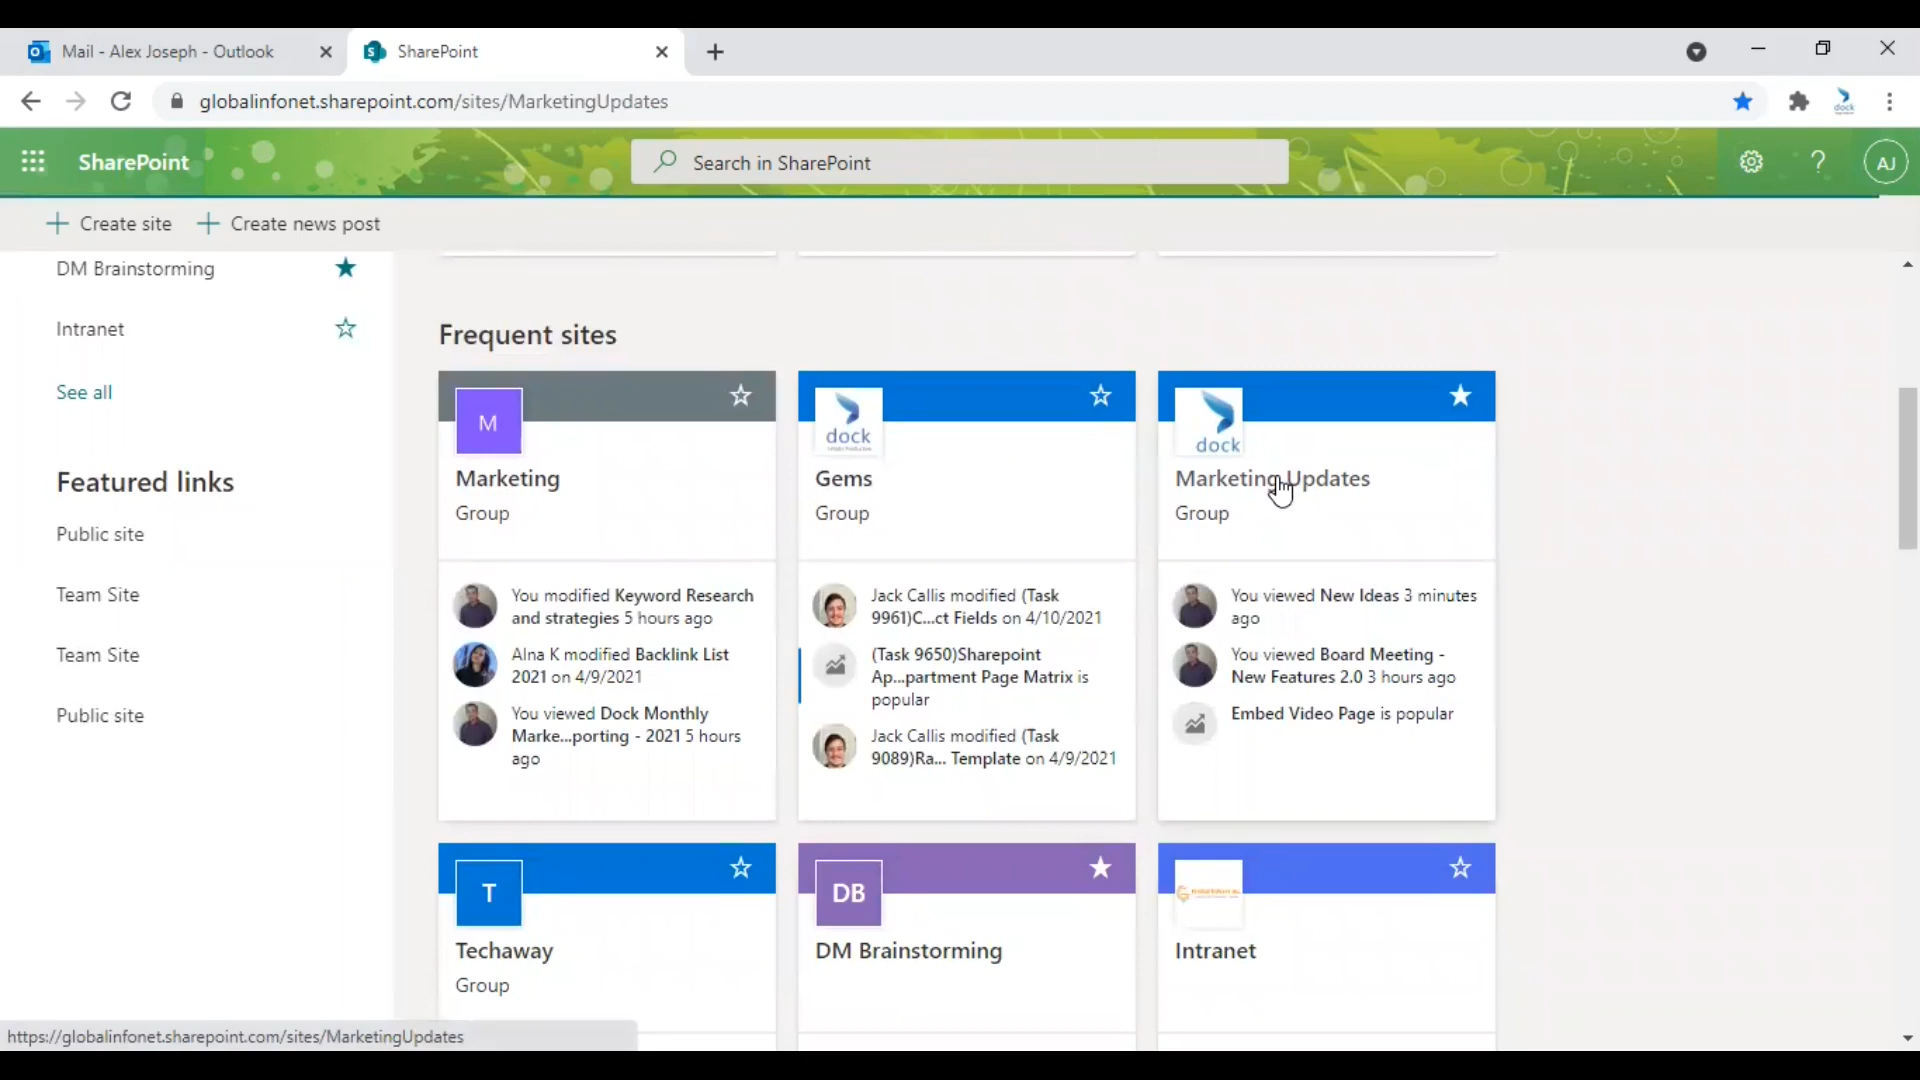 Mail - Alex Joseph - Outlook
SharePoint
globalinfonet.sharepoint.com/sites/MarketingUpdates
dock
SharePoint
Search in SharePoint
?
AJ
Create site
Create news post
DM Brainstorming
Intranet
See all
Featured links
Public site
Team Site
Team Site
Public site
Frequent sites
M
Marketing
Group
You modified Keyword Research
and strategies 5 hours ago
Alna K modified Backlink List
2021 on 4/9/2021
You viewed Dock Monthly
Marke...porting - 2021 5 hours
ago
dock
Gems
Group
Jack Callis modified (Task
9961)C...ct Fields on 4/10/2021
(Task 9650)Sharepoint
Ap...partment Page Matrix is
popular
Jack Callis modified (Task
9089)Ra... Template on 4/9/2021
dock
Marketing Updates
Group
You viewed New Ideas 3 minutes
ago
You viewed Board Meeting -
New Features 2.0 3 hours ago
Embed Video Page is popular
T
Techaway
Group
DB
DM Brainstorming
Intranet
https://globalinfonet.sharepoint.com/sites/MarketingUpdates